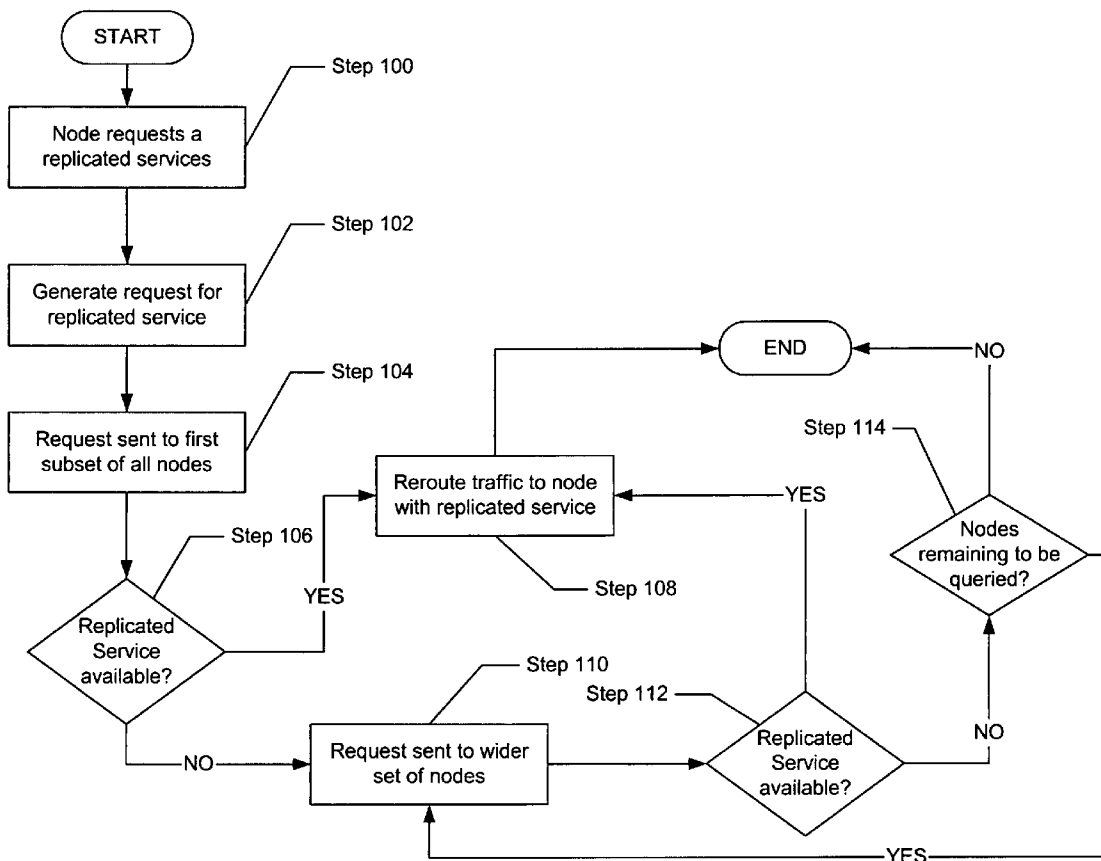 START
Step 100
Node requests a
replicated services
Step 102
Generate request for
replicated service
Step 104
Request sent to first
subset of all nodes
Step 106
Replicated
Service
available?
YES
NO
END
Reroute traffic to node
with replicated service
Step 108
Step 110
Request sent to wider
set of nodes
Step 112
Replicated
Service
available?
YES
NO
Step 114
Nodes
remaining to be
queried?
NO
YES